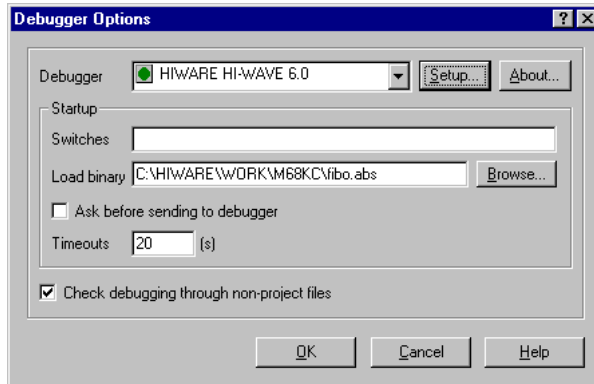 Debugger Options
Debugger HIWARE HI-WAVE 6.0 Setup... About...
Startup
Switches
Load binary C:\HIWARE\WORK\M68KC\fibo.abs Browse...
Ask before sending to debugger
Timeouts 20 (s)
Check debugging through non-project files
OK Cancel Help